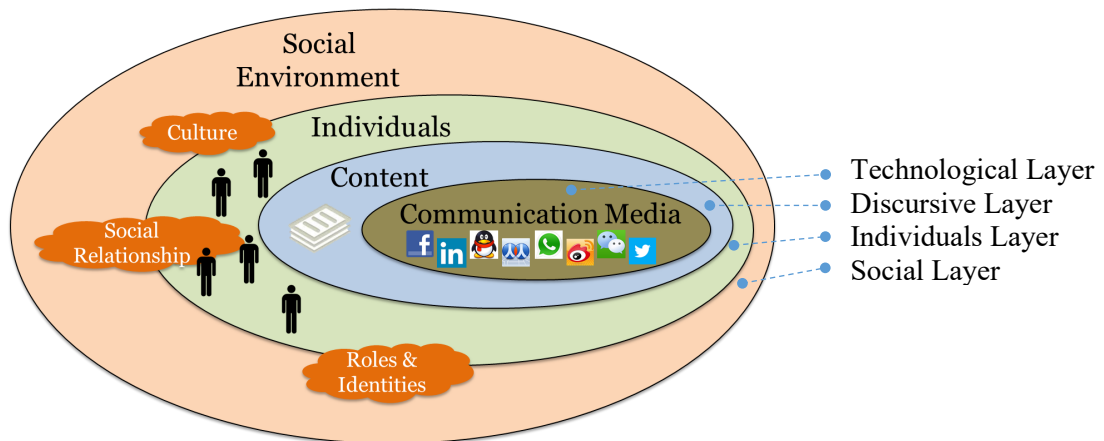 Social
Environment
Culture
Individuals
Content
Communication Media
f
in
Social
Relationship
Roles &
Identities
Technological Layer
Discursive Layer
Individuals Layer
Social Layer